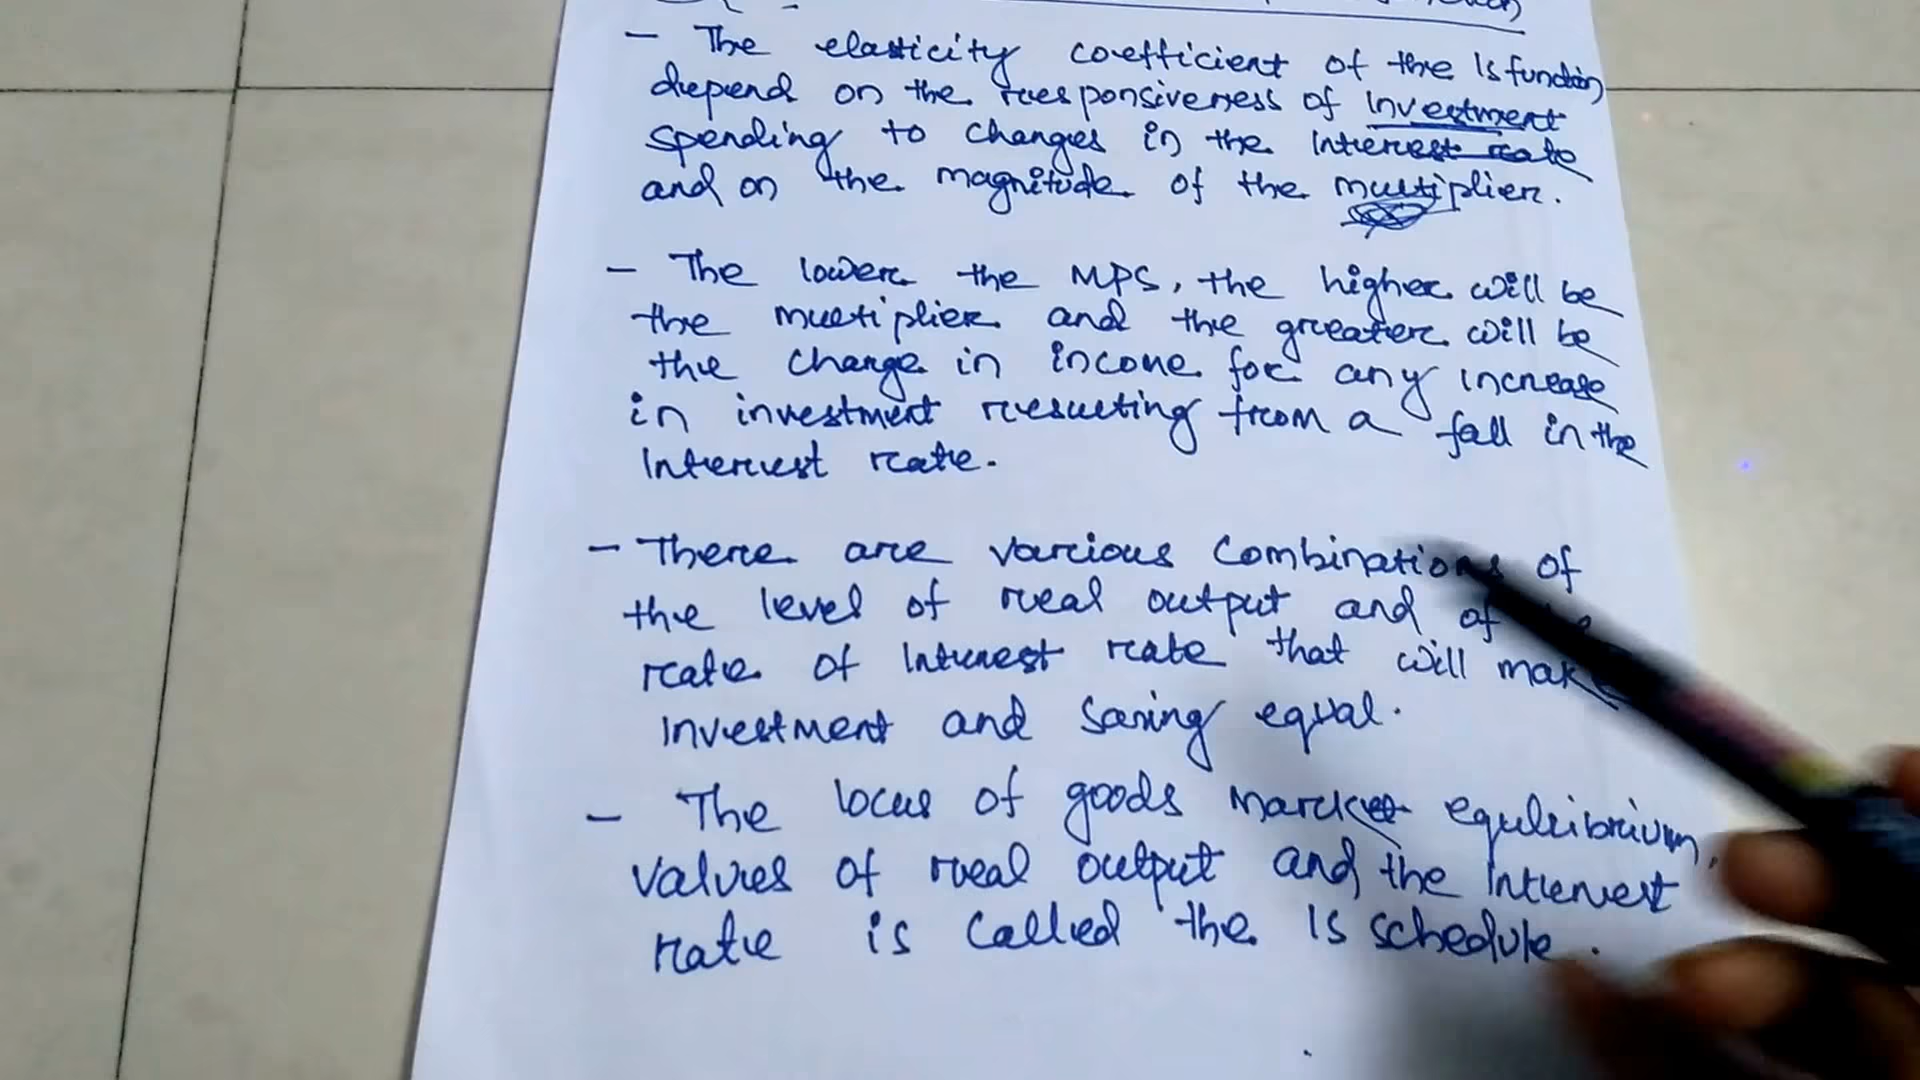 - The elasticity coefficient of the IS function
depend on the responsiveness of investment
spending to changes in the interest rate
and on the magnitude of the multiplier.
- The lower the MPS, the higher will be
the multiplier and the greater will be
the change in income for any increase
in investment resulting from a fall in the
Interest rate.
- There are various combinations of
the level of real output and of
rate of Interest rate that will make
investment and saving equal.
- The locus of goods market equlribrium
values of real output and the interest
rate is called the IS schedule.